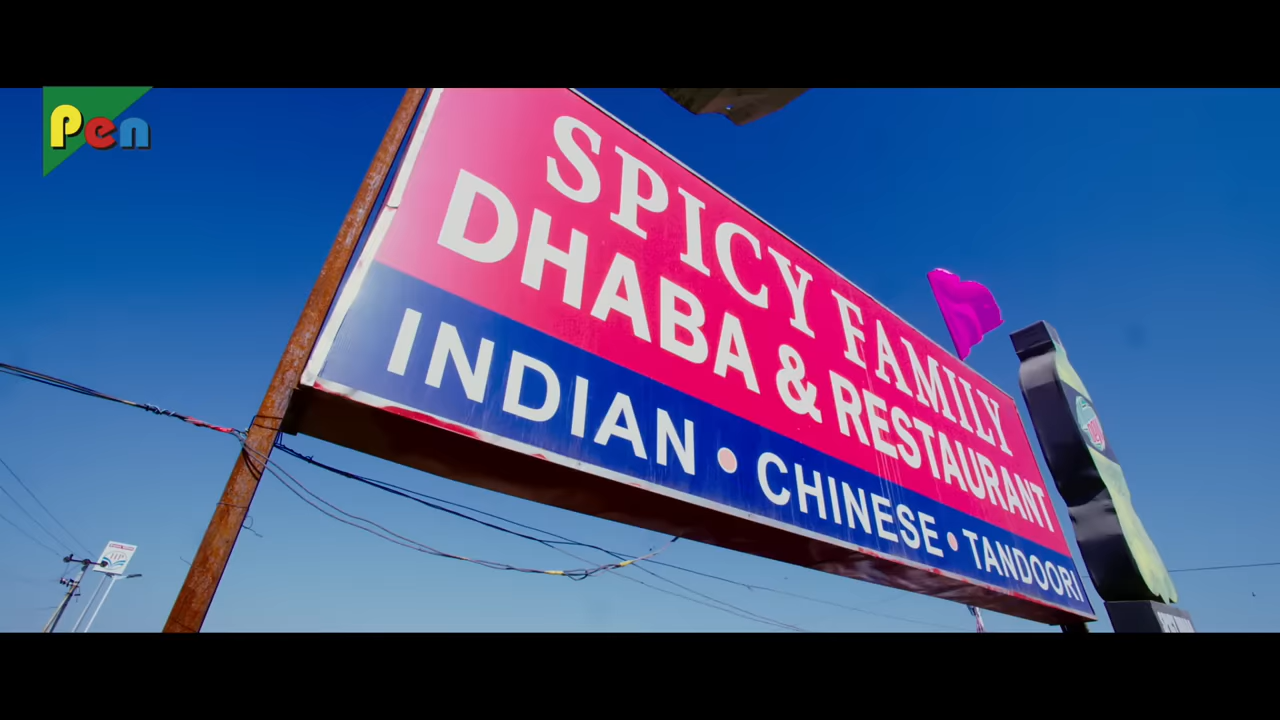 Pen
SPICY FAMILY
DHABA & RESTAURANT
INDIAN • CHINESE • TANDOORI